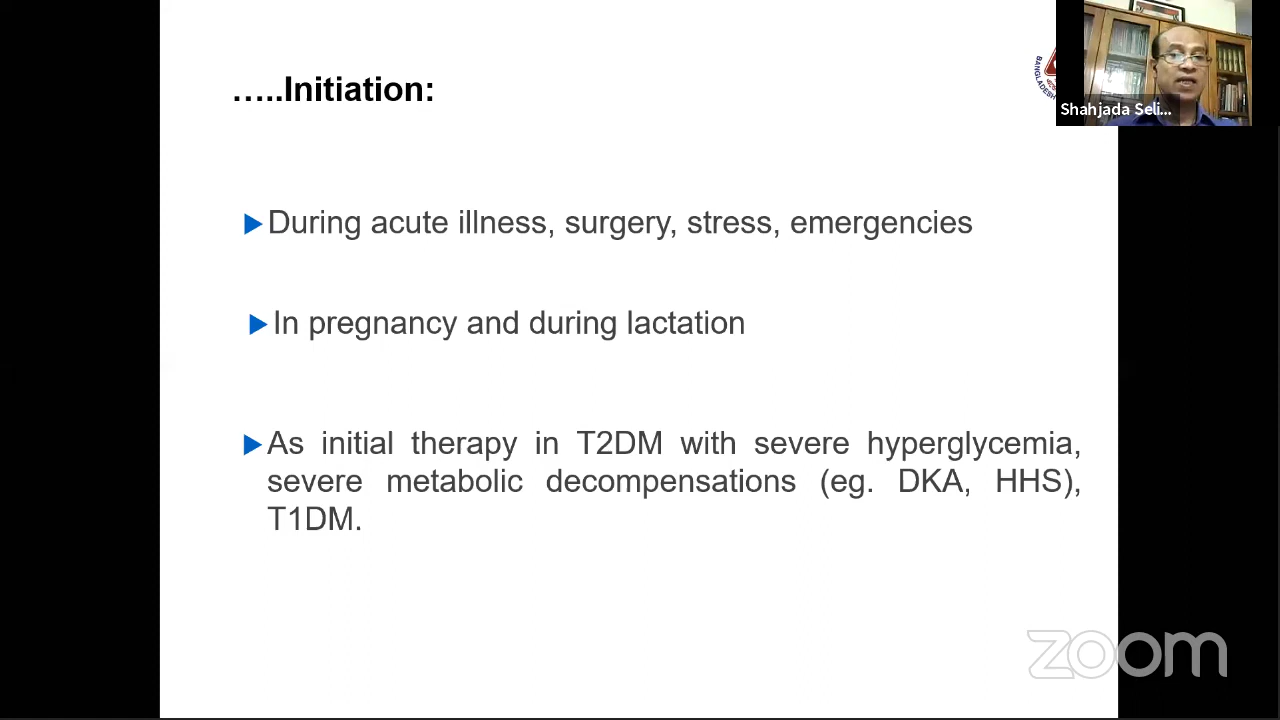 …..Initiation:
BANGLADESH
Shahjada Seli...
During acute illness, surgery, stress, emergencies
In pregnancy and during lactation
As initial therapy in T2DM with severe hyperglycemia,
severe metabolic decompensations (eg. DKA, HHS),
T1DM.
zoom